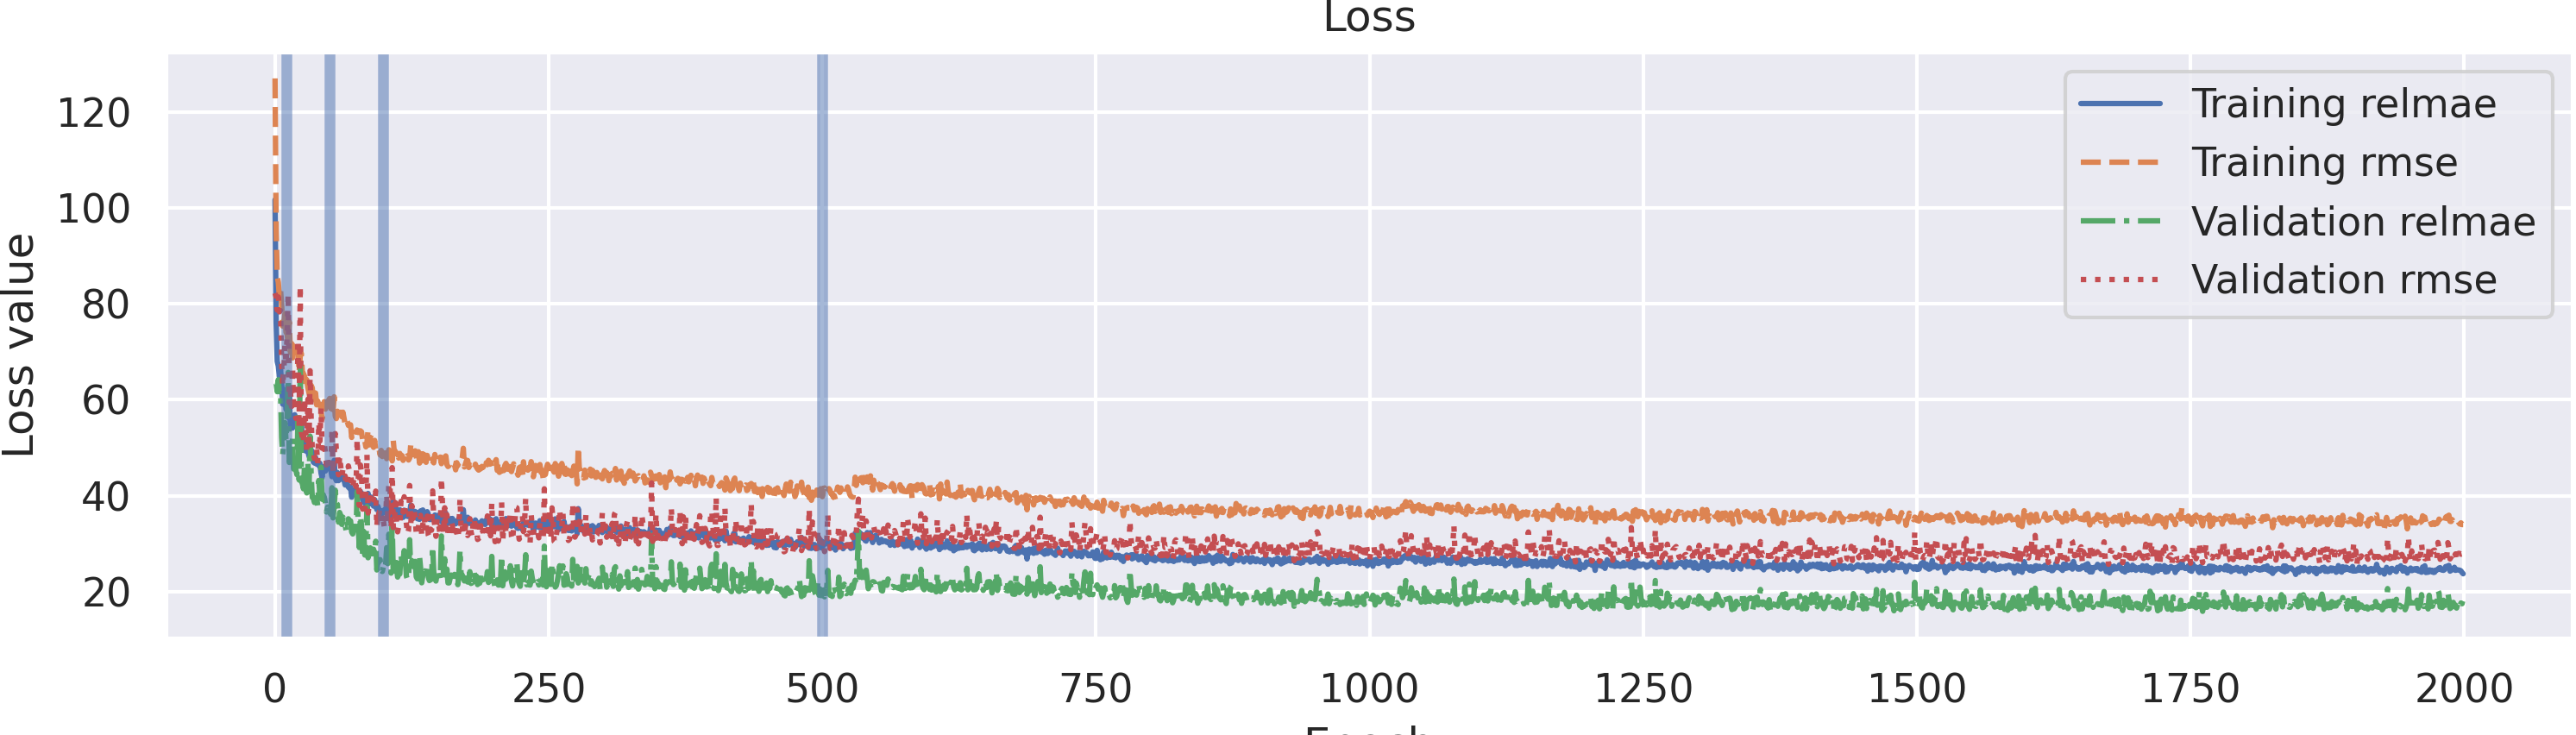 Loss
Loss value
120
100
80
60
40
20
0 250 500 750 1000 1250 1500 1750 2000
Training relmae
Training rmse
Validation relmae
Validation rmse